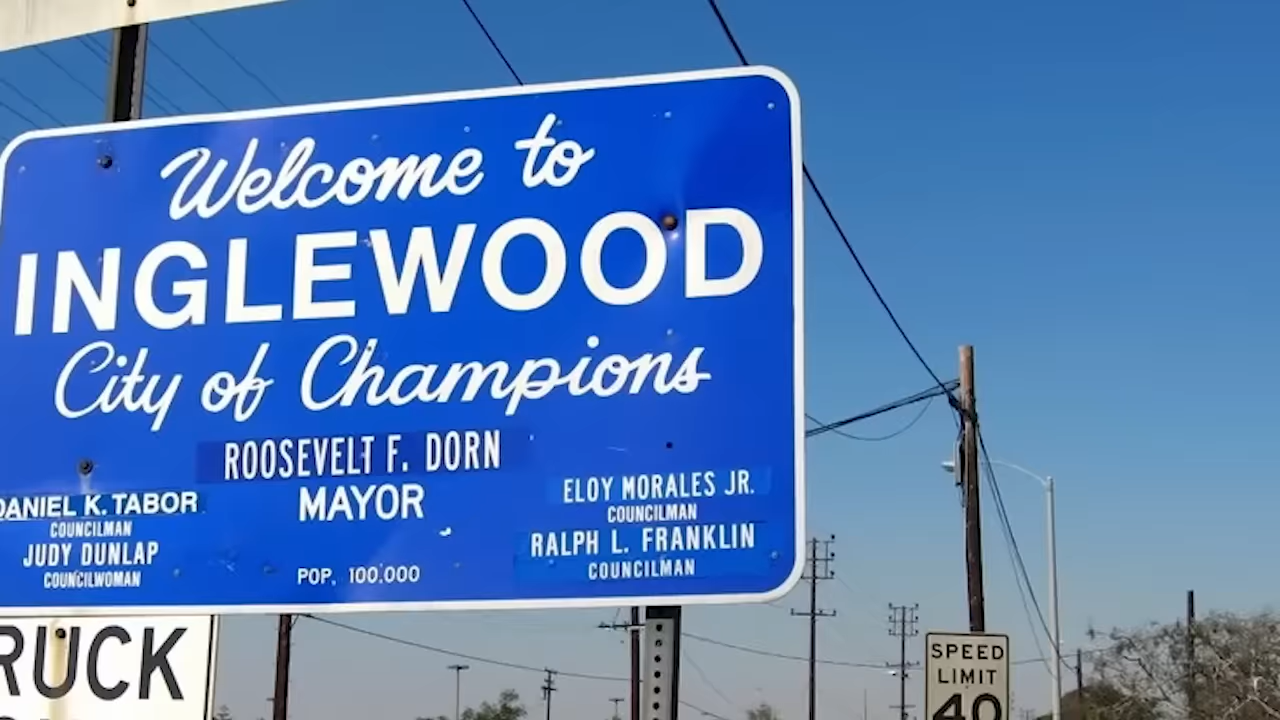 Welcome to
INGLEWOOD
City of Champions
ROOSEVELT F. DORN
MAYOR
DANIEL K. TABOR
COUNCILMAN
JUDY DUNLAP
COUNCILWOMAN
ELOY MORALES JR.
COUNCILMAN
RALPH L. FRANKLIN
COUNCILMAN
POP. 100,000
RUCK
SPEED
LIMIT
40